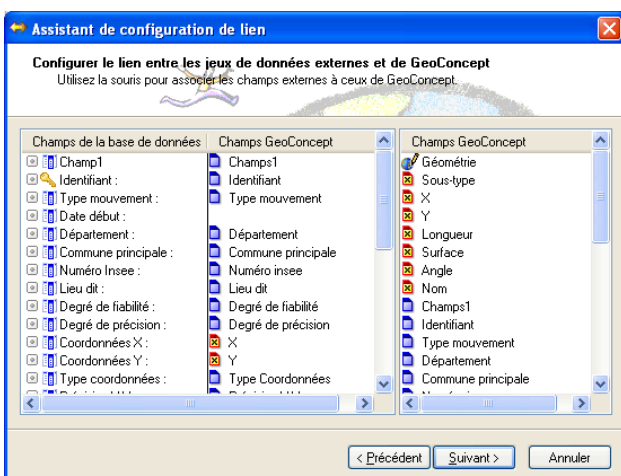 Assistant de configuration de lien
Configurer le lien entre les jeux de données externes et de GeoConcept
Utilisez la souris pour associer les champs externes à ceux de GeoConcept.
Champs de la base de données Champs GeoConcept
Champ1 Champs1
Identifiant : Identifiant
Type mouvement : Type mouvement
Date début :
Département : Département
Commune principale : Commune principale
Numéro Insee : Numéro insee
Lieu dit : Lieu dit
Degré de fiabilité : Degré de fiabilité
Degré de précision : Degré de précision
Coordonnées X : X
Coordonnées Y : Y
Type coordonnées : Type Coordonnées
Champs GeoConcept
Géométrie
Sous-type
X
Y
Longueur
Surface
Angle
Nom
Champs1
Identifiant
Type mouvement
Département
Commune principale
< Précédent Suivant > Annuler